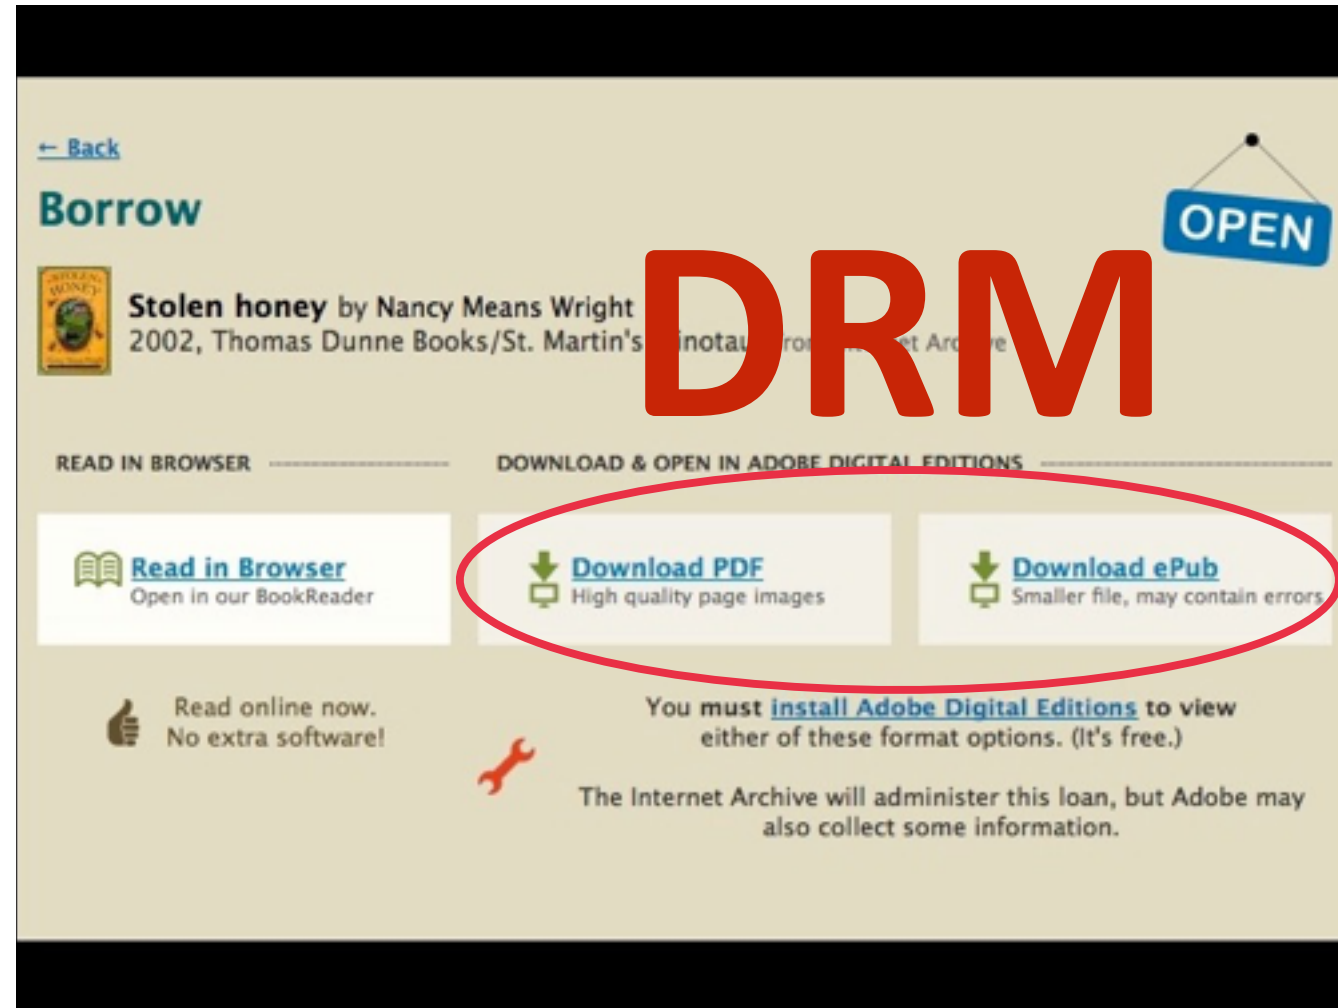 ← Back
Borrow
OPEN
DRM
STOLEN
HONEY
Stolen honey by Nancy Means Wright
2002, Thomas Dunne Books/St. Martin's inotau
READ IN BROWSER
DOWNLOAD & OPEN IN ADOBE DIGITAL EDITIONS
Read in Browser
Open in our BookReader
Download PDF
High quality page images
Download ePub
Smaller file, may contain errors
Read online now.
No extra software!
You must install Adobe Digital Editions to view
either of these format options. (It's free.)
The Internet Archive will administer this loan, but Adobe may
also collect some information.